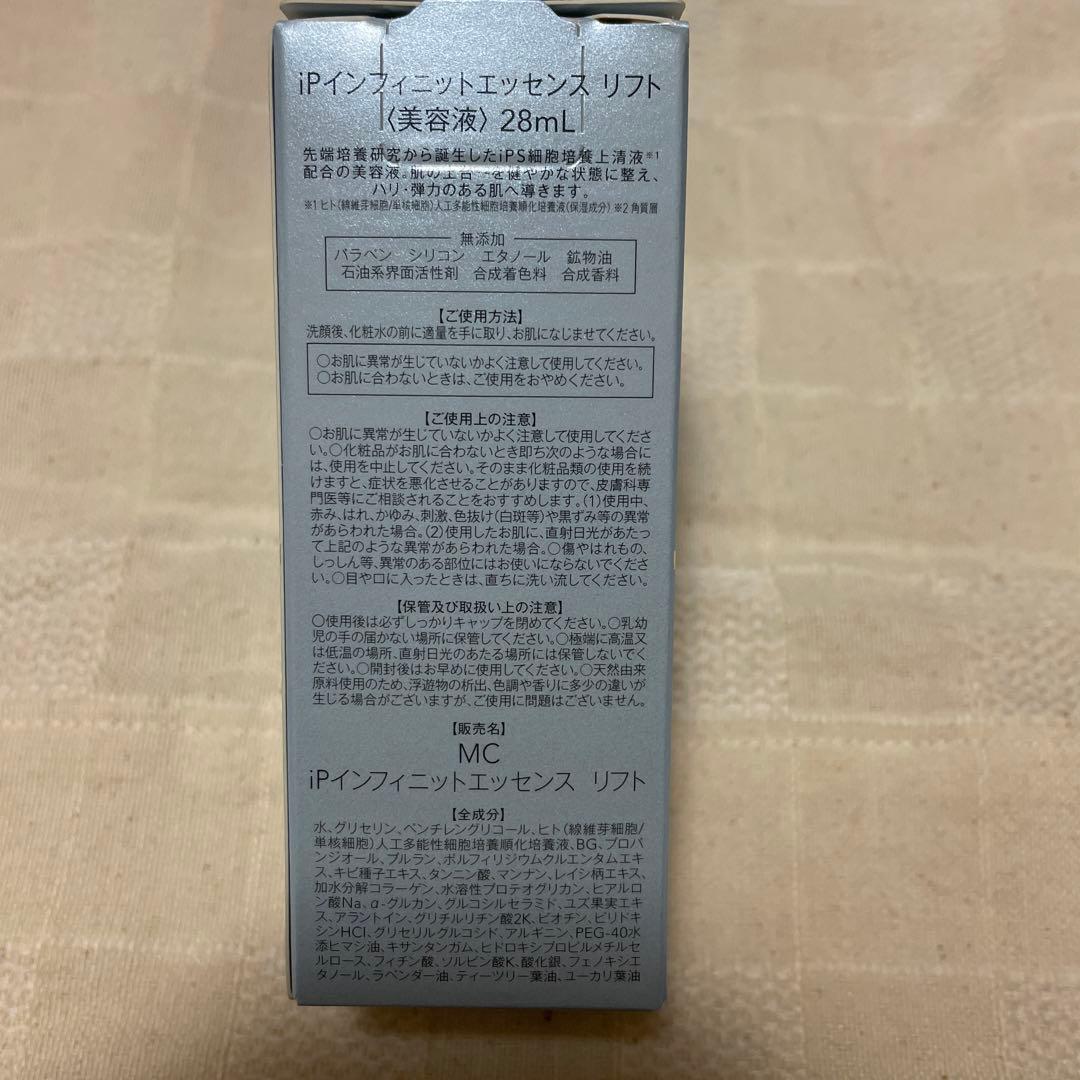 iPインフィニットエッセンス リフト
〈美容液〉 28mL
先端培養研究から誕生したiPS細胞培養上清液※1
配合の美容液。肌の土台※2を健やかな状態に整え、
ハリ・弾力のある肌へ導きます。
※1 ヒト(線維芽細胞/単核細胞)人工多能性細胞培養順化培養液(保湿成分) ※2 角質層
無添加
パラベン シリコン エタノール 鉱物油
石油系界面活性剤 合成着色料 合成香料
【ご使用方法】
洗顔後、化粧水の前に適量を手に取り、お肌になじませてください。
○お肌に異常が生じていないかよく注意して使用してください。
○お肌に合わないときは、ご使用をおやめください。
【ご使用上の注意】
○お肌に異常が生じていないかよく注意して使用してくださ
い。○化粧品がお肌に合わないとき即ち次のような場合に
は、使用を中止してください。そのまま化粧品類の使用を続
けますと、症状を悪化させることがありますので、皮膚科専
門医等にご相談されることをおすすめします。(1)使用中、
赤み、はれ、かゆみ、刺激、色抜け(白斑等)や黒ずみ等の異常
があらわれた場合。(2)使用したお肌に、直射日光があたっ
て上記のような異常があらわれた場合。○傷やはれもの、
しっしん等、異常のある部位にはお使いにならないでくださ
い。○目や口に入ったときは、直ちに洗い流してください。
【保管及び取扱い上の注意】
○使用後は必ずしっかりキャップを閉めてください。○乳幼
児の手の届かない場所に保管してください。○極端に高温又
は低温の場所、直射日光のあたる場所には保管しないでく
ださい。○開封後はお早めに使用してください。○天然由来
原料使用のため、浮遊物の析出、色調や香りに多少の違いが
生じる場合がございますが、ご使用に問題はございません。
【販売名】
MC
iPインフィニットエッセンス リフト
【全成分】
水、グリセリン、ペンチレングリコール、ヒト(線維芽細胞/
単核細胞)人工多能性細胞培養順化培養液、BG、プロパ
ンジオール、プルラン、ポルフィリジウムクルエンタムエキ
ス、キビ種子エキス、タンニン酸、マンナン、レイシ柄エキス、
加水分解コラーゲン、水溶性プロテオグリカン、ヒアルロ
ン酸Na、α-グルカン、グルコシルセラミド、ユズ果実エキ
ス、アラントイン、グリチルリチン酸2K、ビオチン、ピリドキ
シンHCl、グリセリルグルコシド、アルギニン、PEG-40水
添ヒマシ油、キサンタンガム、ヒドロキシプロピルメチルセ
ルロース、フィチン酸、ソルビン酸K、酸化銀、フェノキシエ
タノール、ラベンダー油、ティーツリー葉油、ユーカリ葉油